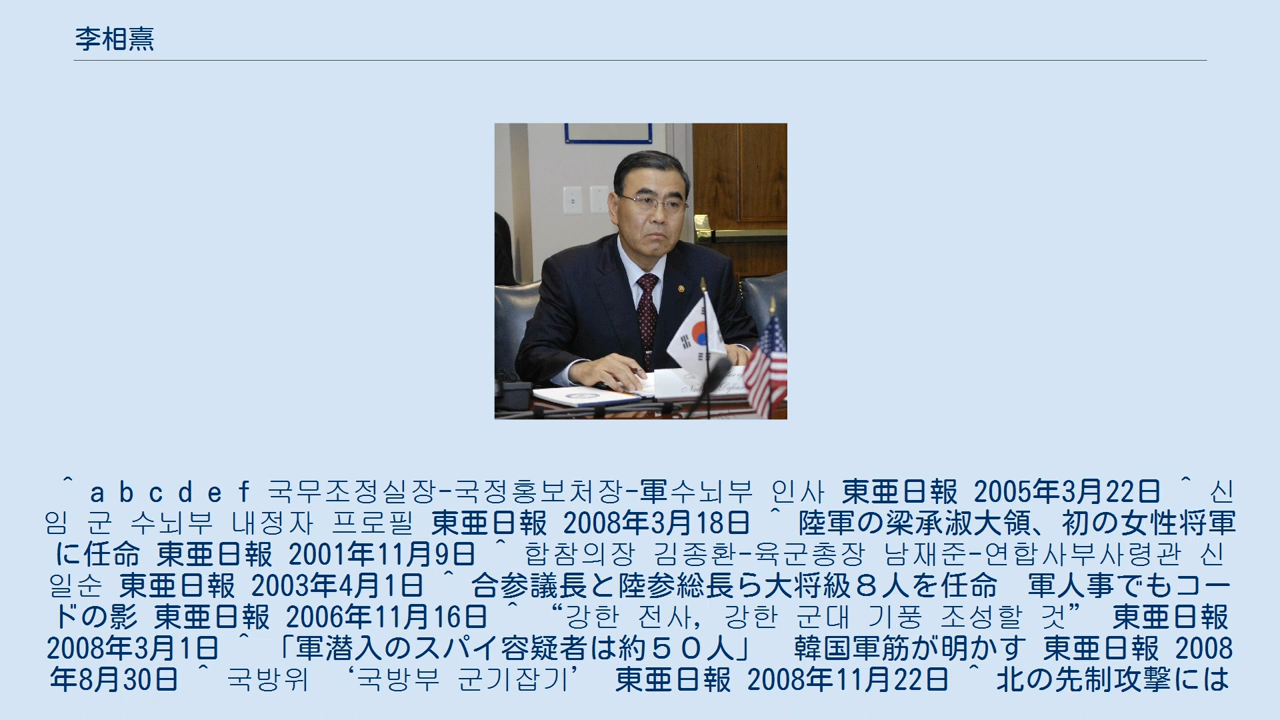 李相熹
^ a b c d e f 국무조정실장-국정홍보처장-軍수뇌부 인사 東亜日報 2005年3月22日 ^ 신
임 군 수뇌부 내정자 프로필 東亜日報 2008年3月18日 ^ 陸軍の梁承淑大領、初の女性将軍
に任命 東亜日報 2001年11月9日 ^ 합참의장 김종환-육군총장 남재준-연합사부사령관 신
일순 東亜日報 2003年4月1日 ^ 合参議長と陸参総長ら大将級８人を任命　軍人事でもコー
ドの影 東亜日報 2006年11月16日 ^ “강한 전사, 강한 군대 기풍 조성할 것” 東亜日報
2008年3月1日 ^ 「軍潜入のスパイ容疑者は約５０人」　韓国軍筋が明かす 東亜日報 2008
年8月30日 ^ 국방위 ‘국방부 군기잡기’ 東亜日報 2008年11月22日 ^ 北の先制攻撃には